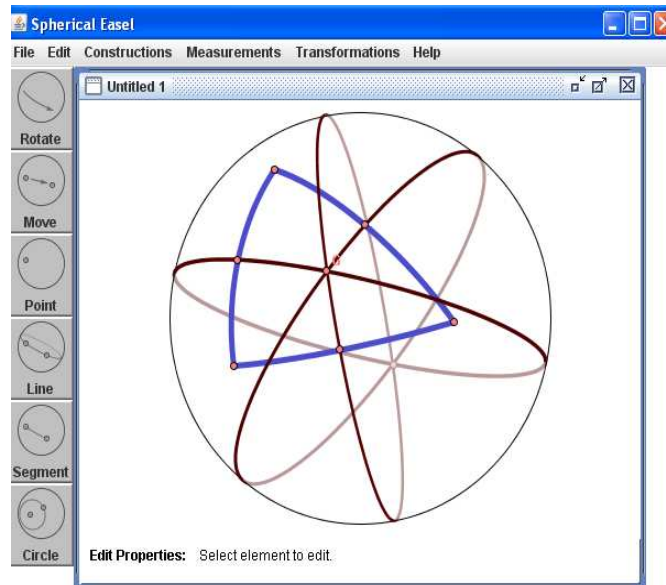 Spherical Easel
File Edit Constructions Measurements Transformations Help
Untitled 1
Rotate
Move
Point
Line
Segment
Circle
Edit Properties: Select element to edit.